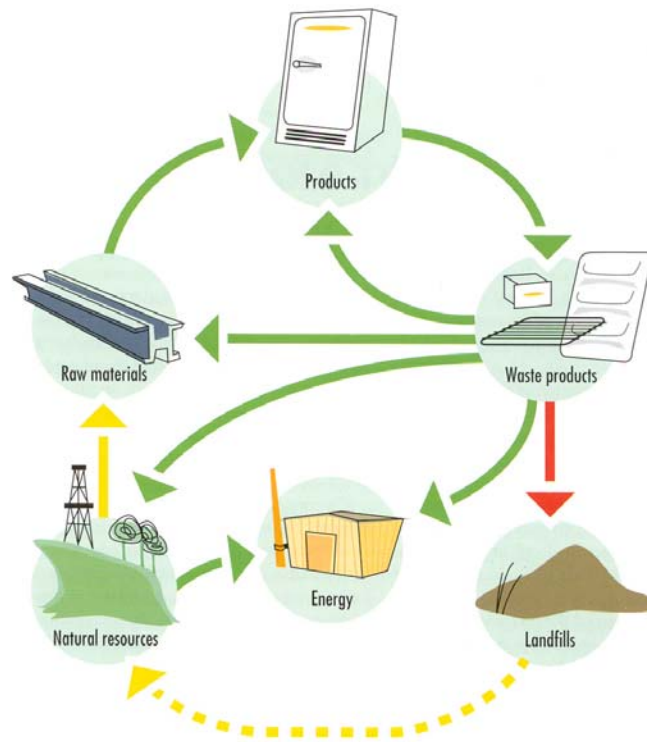 Products
Raw materials
Waste products
Natural resources
Energy
Landfills